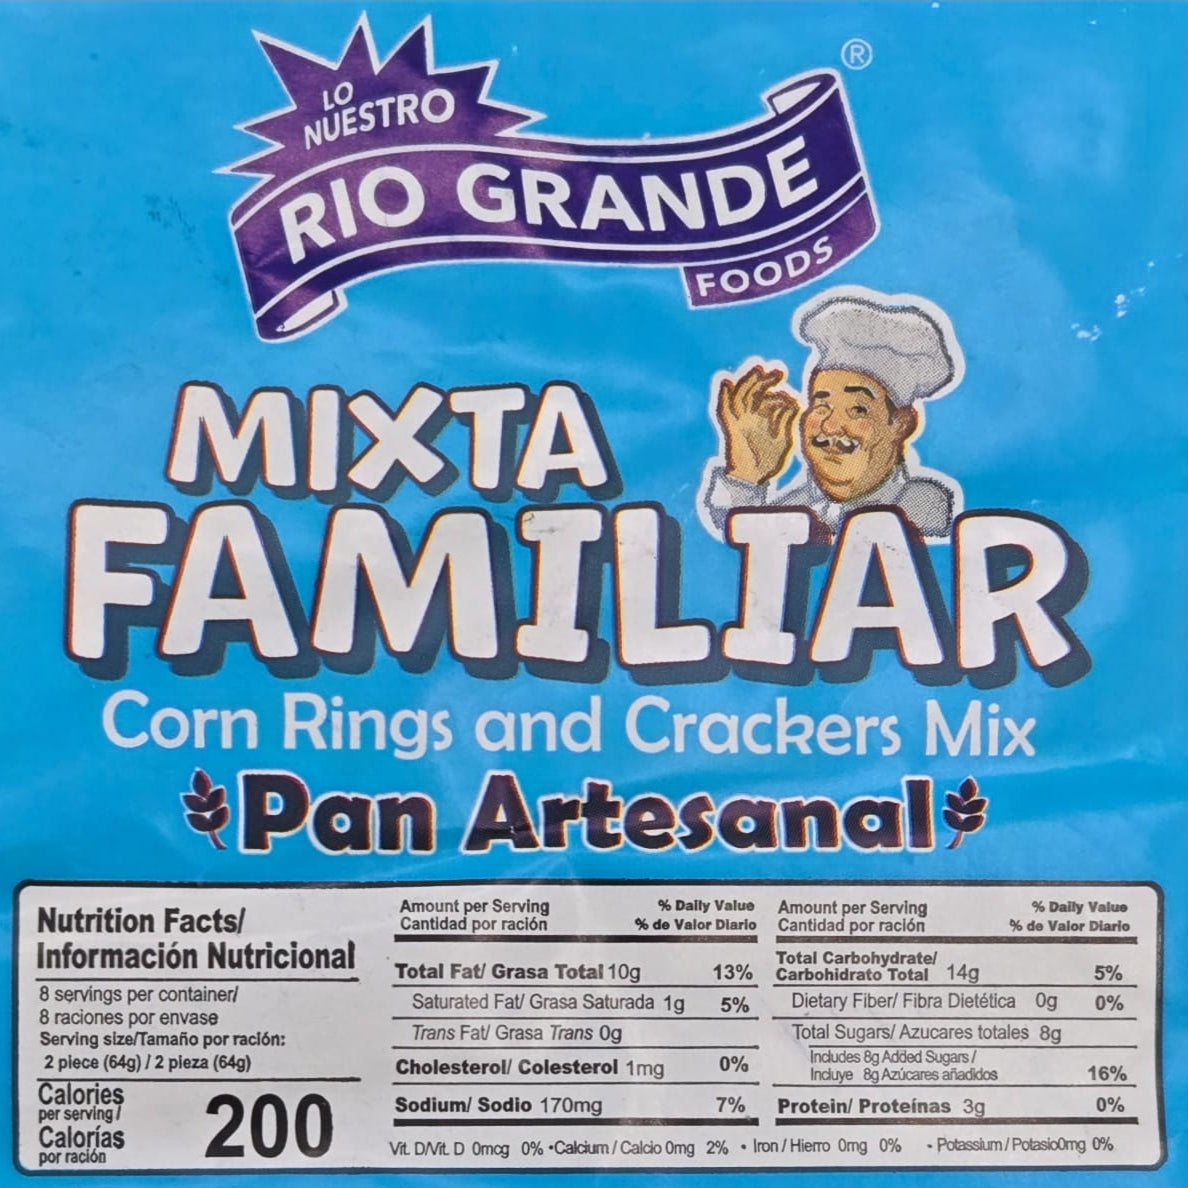 LO
NUESTRO
RIO GRANDE
®
FOODS
MIXTA
FAMILIAR
Corn Rings and Crackers Mix
Pan Artesanal
Nutrition Facts/
Información Nutricional
8 servings per container/
8 raciones por envase
Serving size/Tamaño por ración:
2 piece (64g) / 2 pieza (64g)
Calories
per serving /
Calorías
por ración
200
Amount per Serving % Daily Value
Cantidad por ración % de Valor Diario
Total Fat/ Grasa Total 10g 13%
Saturated Fat/ Grasa Saturada 1g 5%
Trans Fat/ Grasa Trans 0g
Cholesterol/ Colesterol 1mg 0%
Sodium/ Sodio 170mg 7%
Amount per Serving % Daily Value
Cantidad por ración % de Valor Diario
Total Carbohydrate/
Carbohidrato Total 14g 5%
Dietary Fiber/ Fibra Dietética 0g 0%
Total Sugars/ Azucares totales 8g
Includes 8g Added Sugars /
Incluye 8g Azúcares añadidos 16%
Protein/ Proteínas 3g 0%
Vit. D/Vit. D 0mcg 0% •Calcium / Calcio 0mg 2% • Iron / Hierro 0mg 0% • Potassium / Potasio0mg 0%